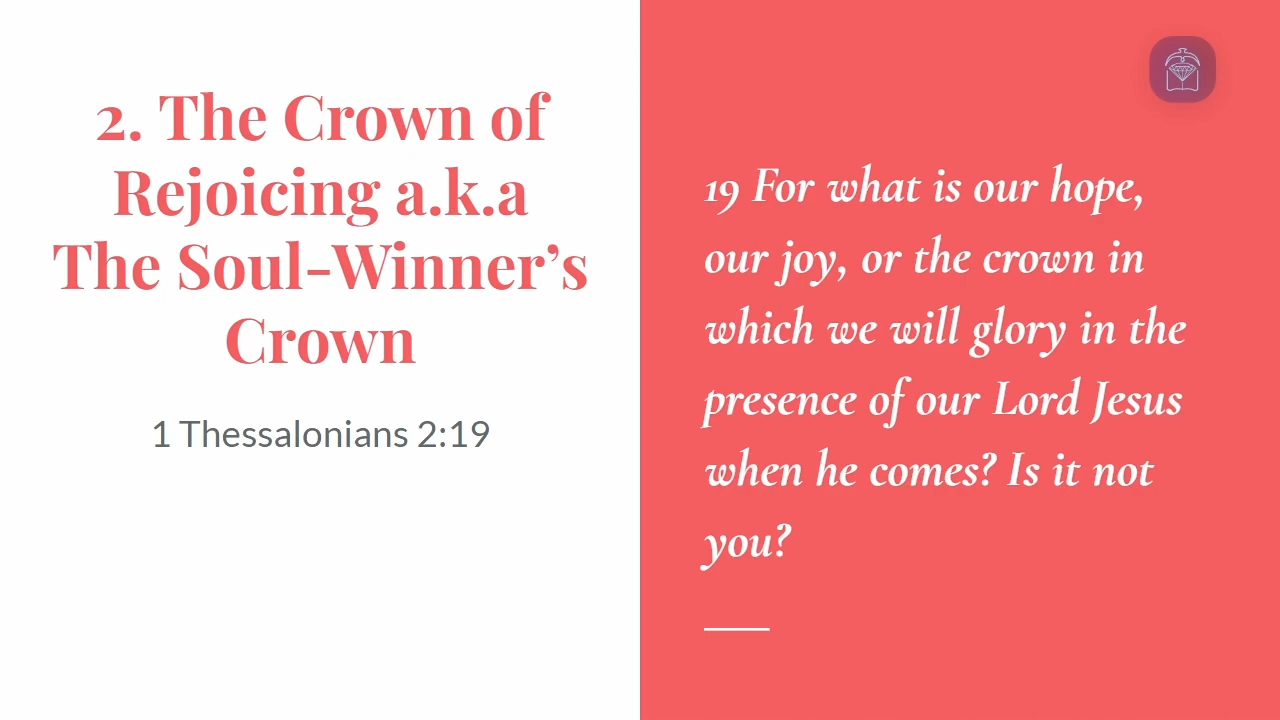 2. The Crown of
Rejoicing a.k.a
The Soul-Winner’s
Crown
1 Thessalonians 2:19
19 For what is our hope,
our joy, or the crown in
which we will glory in the
presence of our Lord Jesus
when he comes? Is it not
you?